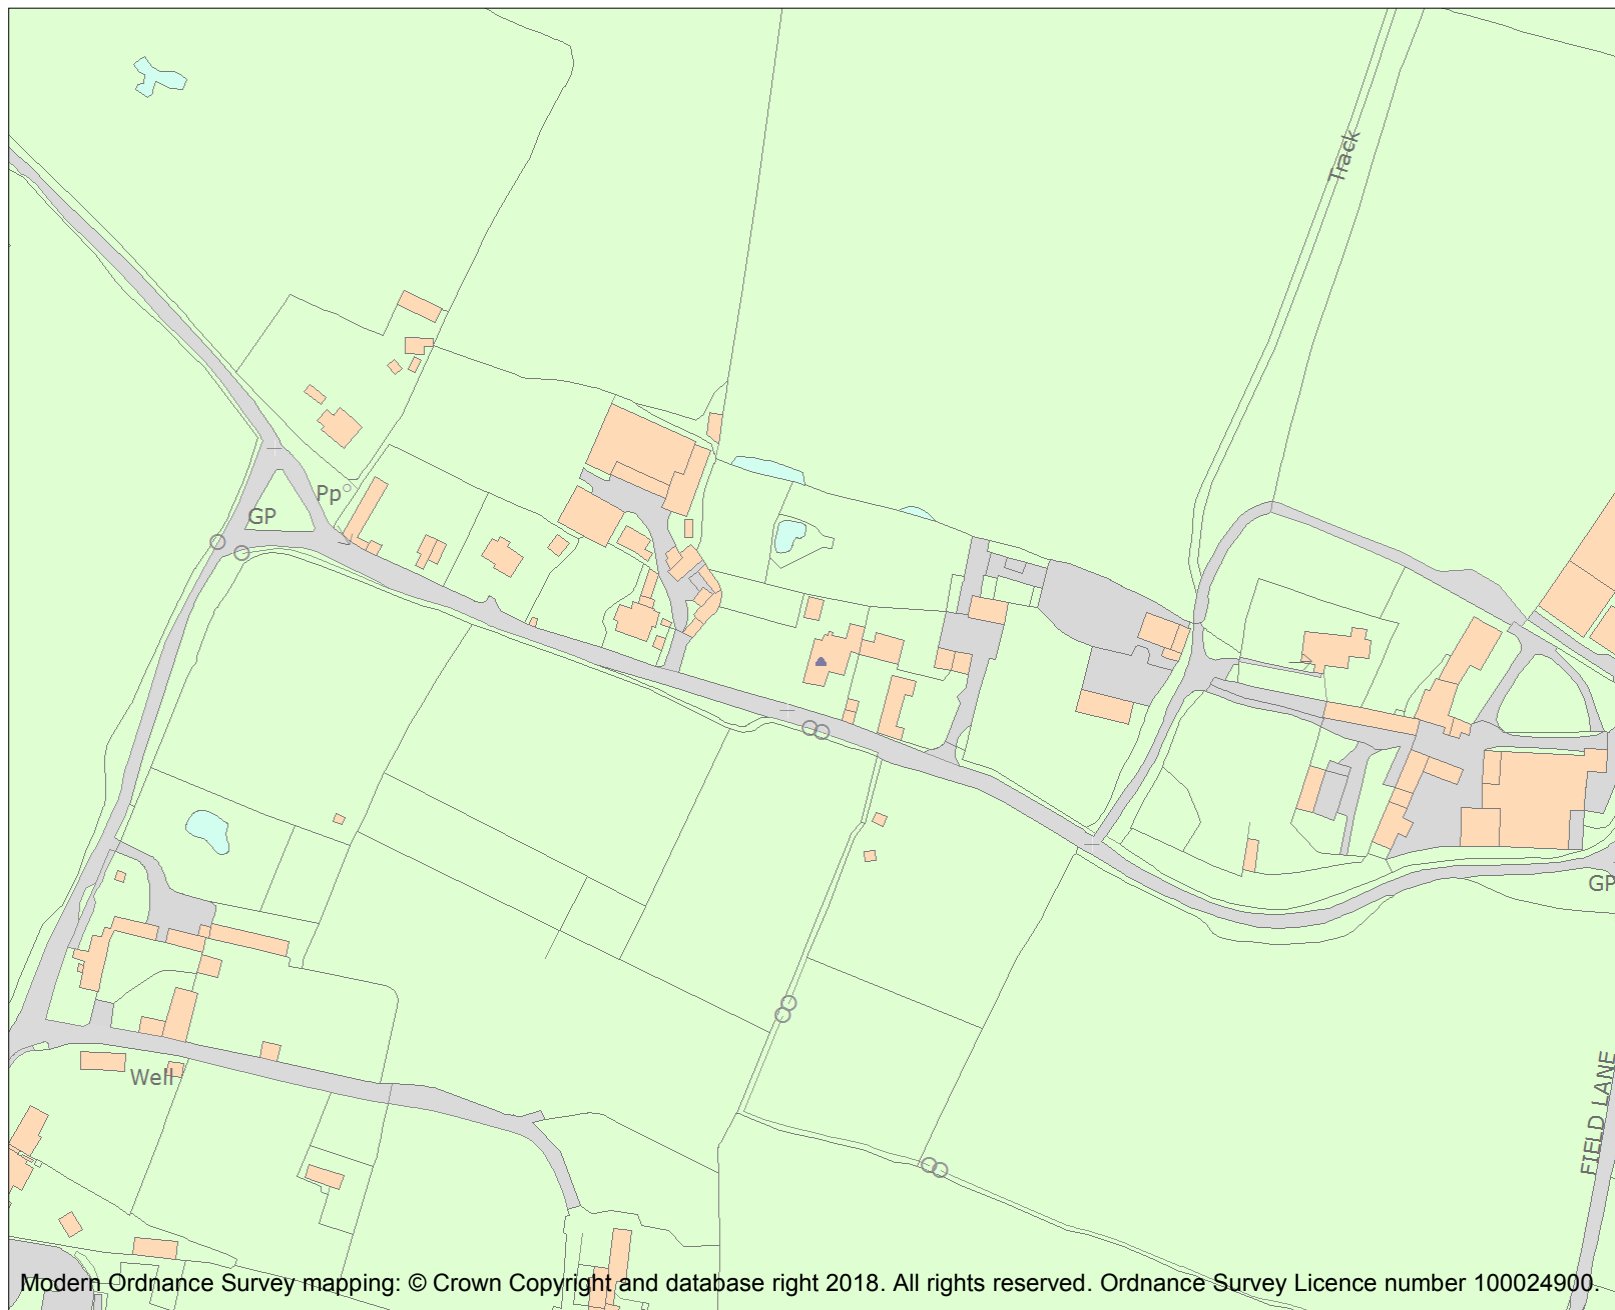 Track
Pp
GP
GP
Well
FIELD LANE
Modern Ordnance Survey mapping: © Crown Copyright and database right 2018. All rights reserved. Ordnance Survey Licence number 100024900.